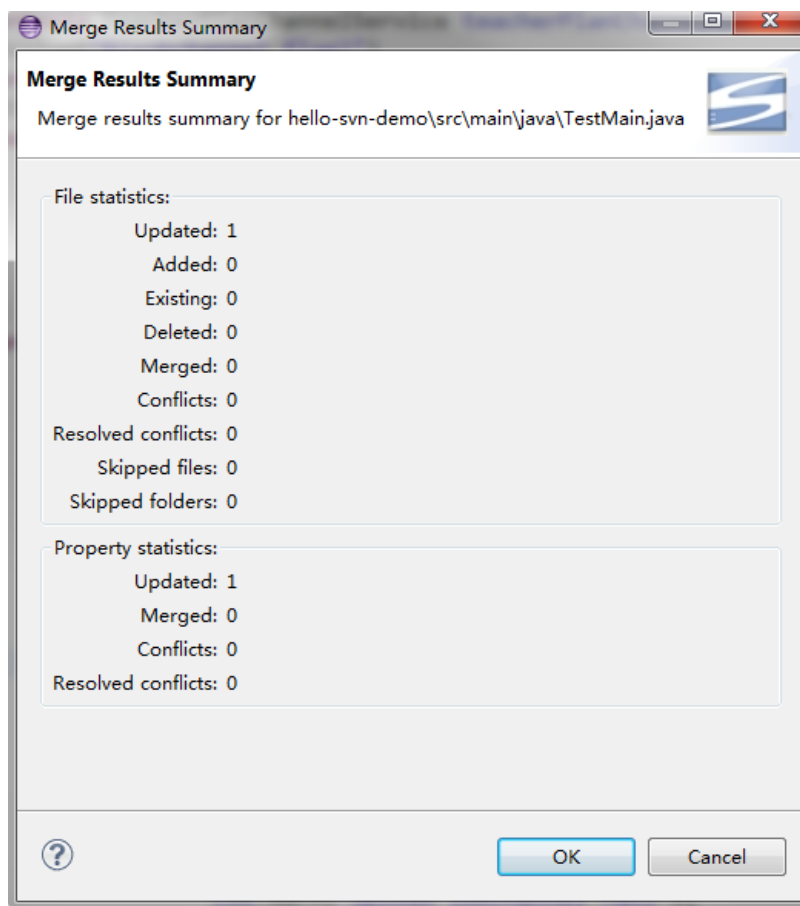 Merge Results Summary
Merge Results Summary
Merge results summary for hello-svn-demo\src\main\java\TestMain.java
File statistics:
Updated: 1
Added: 0
Existing: 0
Deleted: 0
Merged: 0
Conflicts: 0
Resolved conflicts: 0
Skipped files: 0
Skipped folders: 0
Property statistics:
Updated: 1
Merged: 0
Conflicts: 0
Resolved conflicts: 0
OK
Cancel